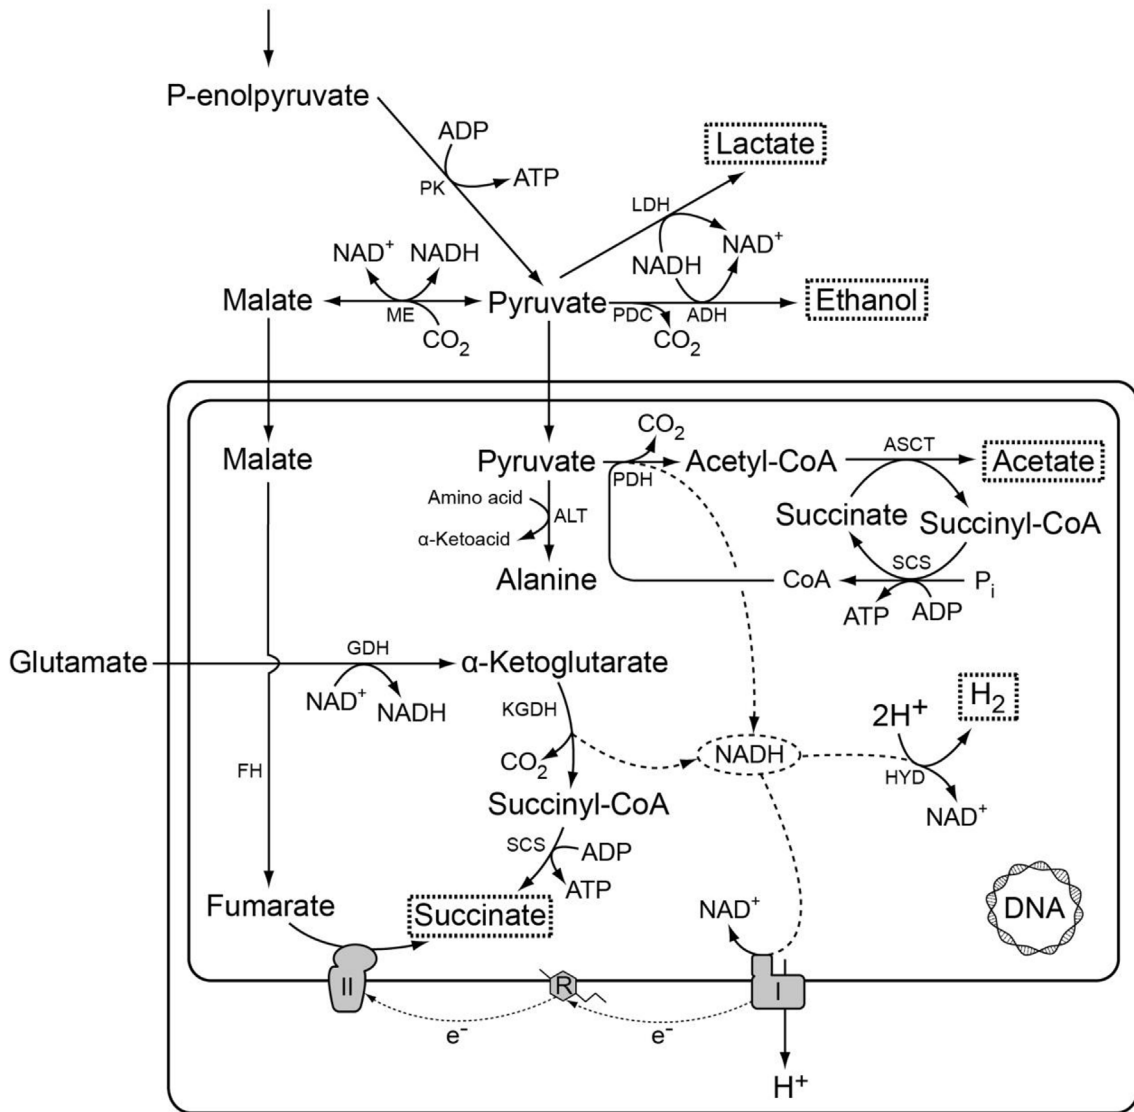 P-enolpyruvate
ADP
ATP
PK
Lactate
LDH
NAD⁺
NADH
NAD⁺
NADH
Malate
ME
CO₂
Pyruvate
PDC
CO₂
ADH
Ethanol
Malate
Pyruvate
CO₂
PDH
Acetyl-CoA
ASCT
Acetate
Amino acid
ALT
α-Ketoacid
Alanine
Succinate
Succinyl-CoA
SCS
CoA
Pᵢ
ATP
ADP
Glutamate
GDH
NAD⁺
NADH
α-Ketoglutarate
KGDH
CO₂
NADH
2H⁺
H₂
HYD
NAD⁺
FH
Succinyl-CoA
SCS
ADP
ATP
Fumarate
Succinate
NAD⁺
DNA
II
R
I
e⁻
e⁻
H⁺